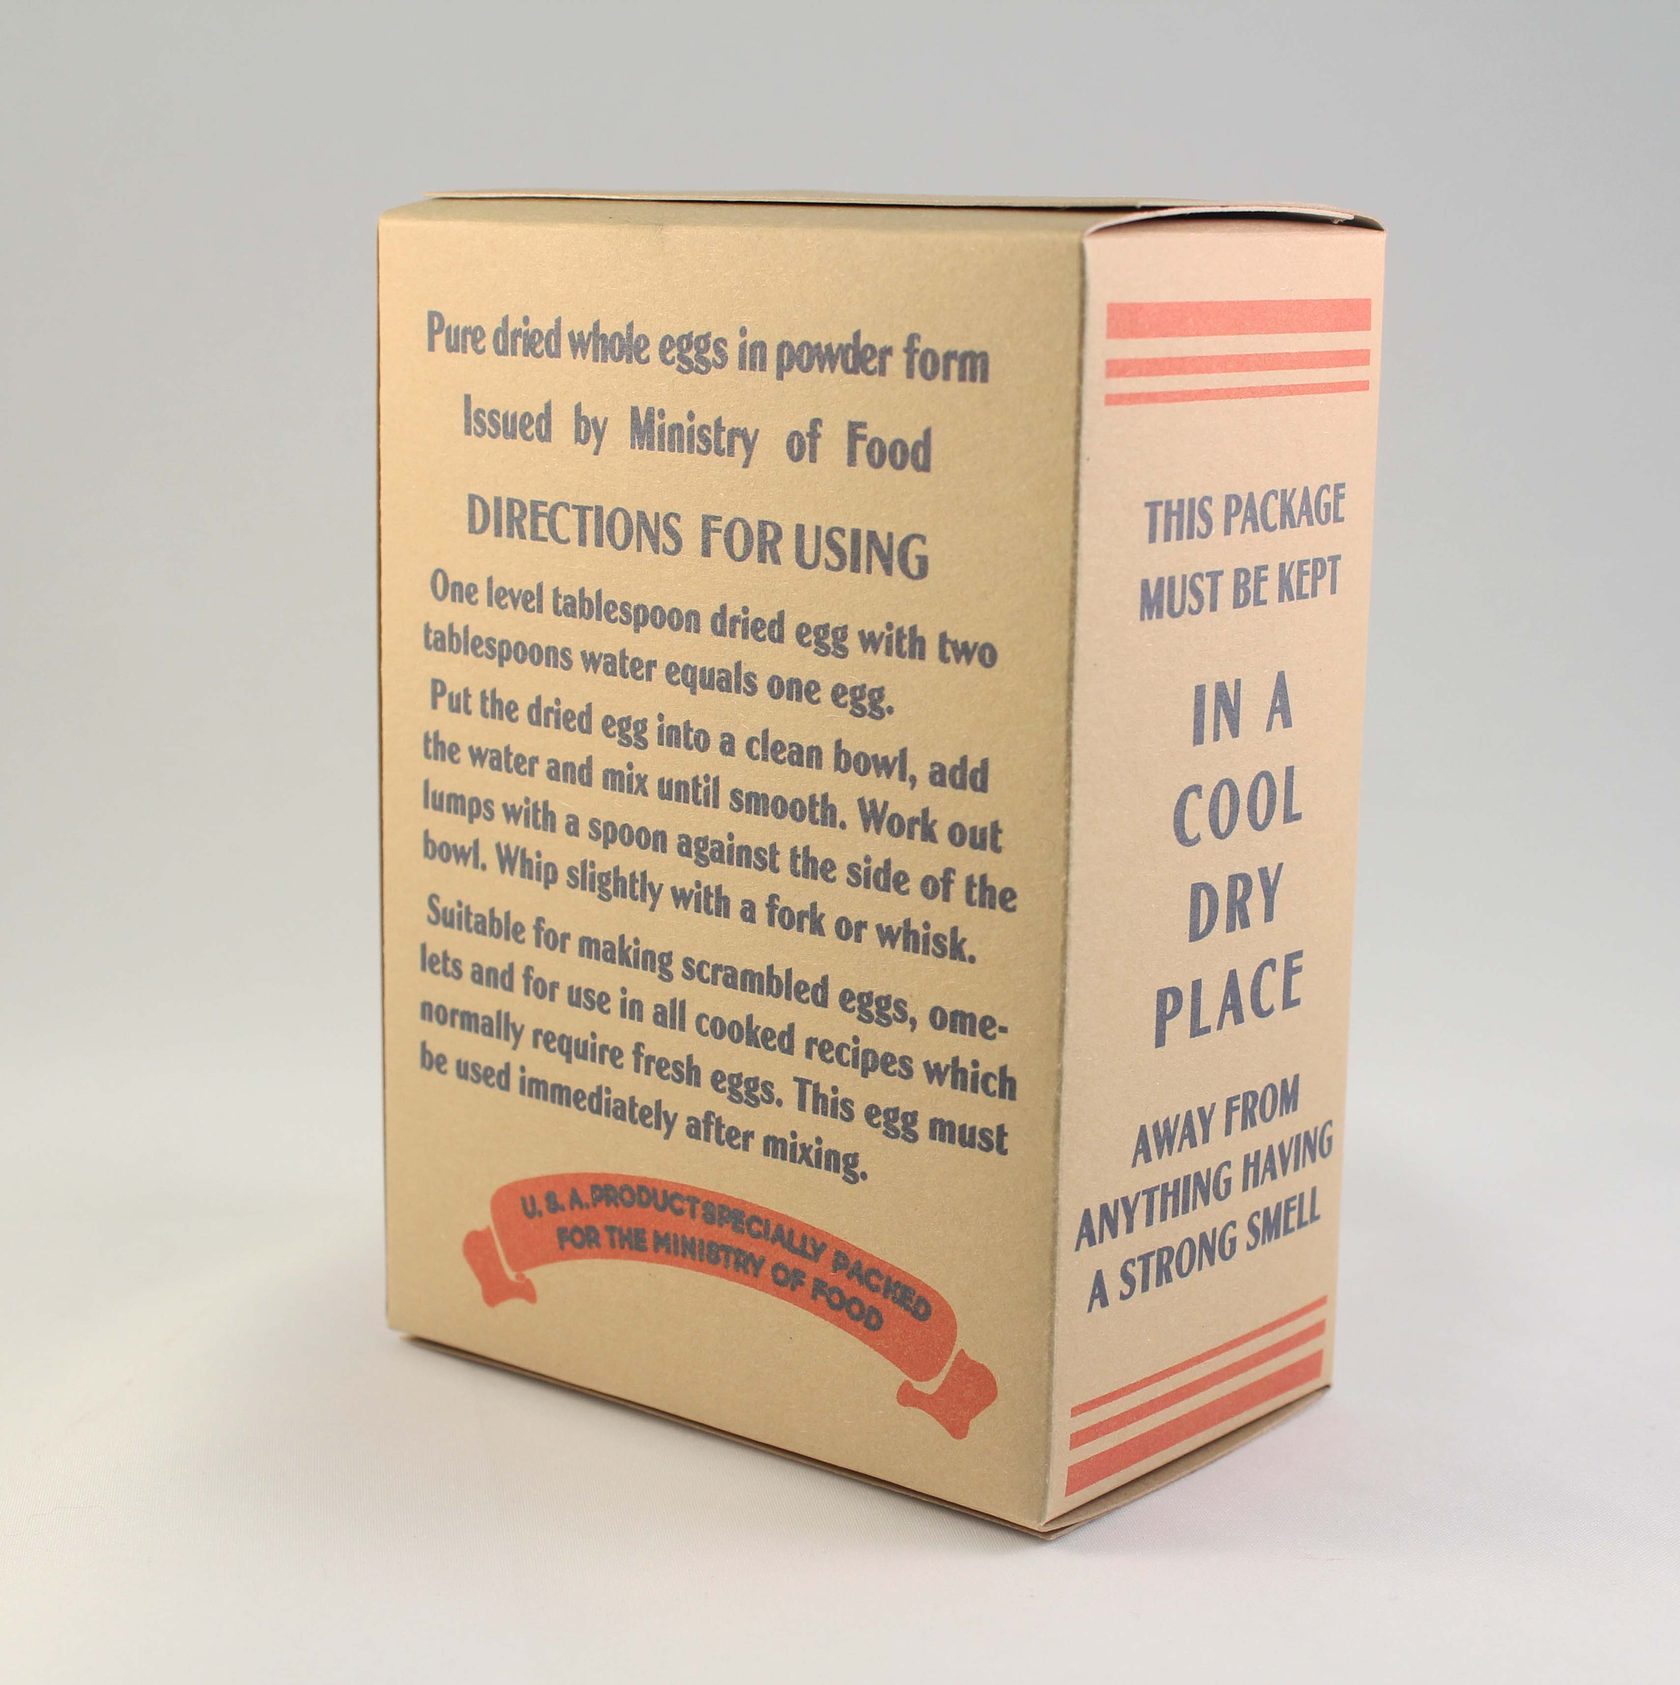 Pure dried whole eggs in powder form
Issued by Ministry of Food
DIRECTIONS FOR USING
One level tablespoon dried egg with two
tablespoons water equals one egg.
Put the dried egg into a clean bowl, add
the water and mix until smooth. Work out
lumps with a spoon against the side of the
bowl. Whip slightly with a fork or whisk.
Suitable for making scrambled eggs, ome-
lets and for use in all cooked recipes which
normally require fresh eggs. This egg must
be used immediately after mixing.
U. S. A. PRODUCT SPECIALLY PACKED
FOR THE MINISTRY OF FOOD
THIS PACKAGE
MUST BE KEPT
IN A
COOL
DRY
PLACE
AWAY FROM
ANYTHING HAVING
A STRONG SMELL